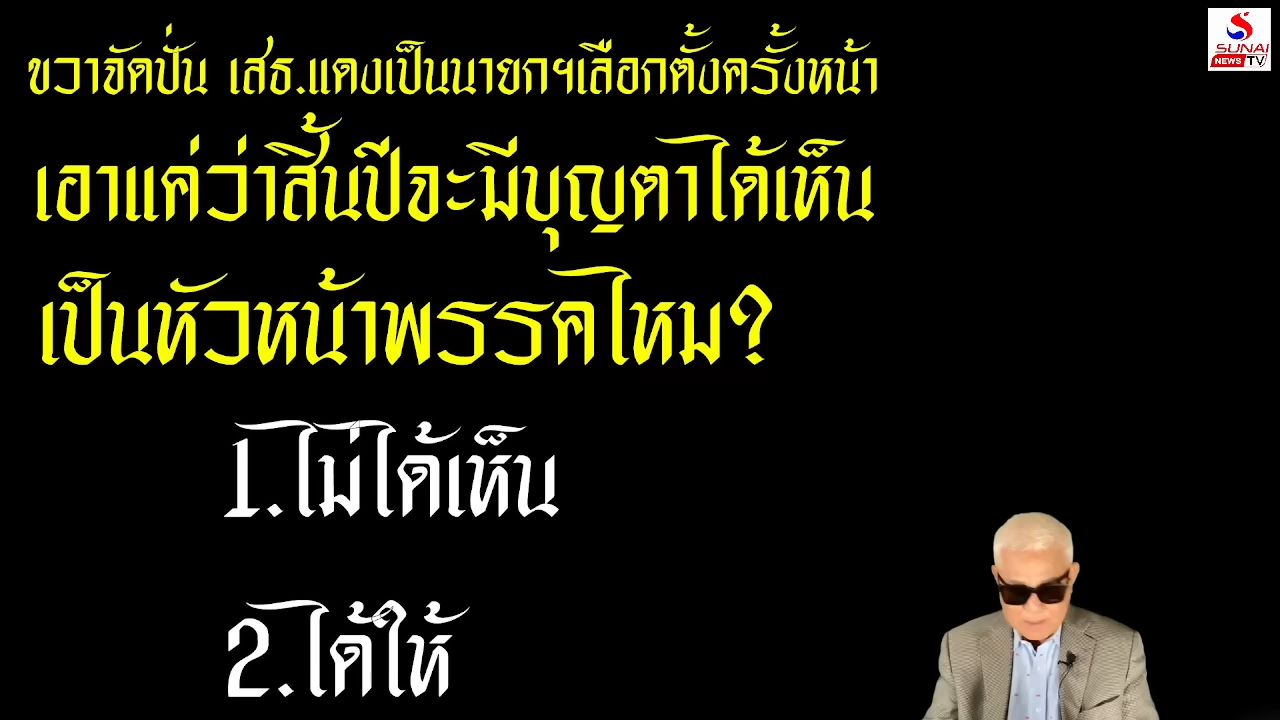 ขวาจัดปั่น เสธ.แดงเป็นนายกฯเลือกตั้งครั้งหน้า
เอาแค่ว่าสิ้นปีจะมีบุญตาได้เห็น
เป็นหัวหน้าพรรคไหม?
1.ไม่ได้เห็น
2.ได้ให้
SUNAI
NEWS TV